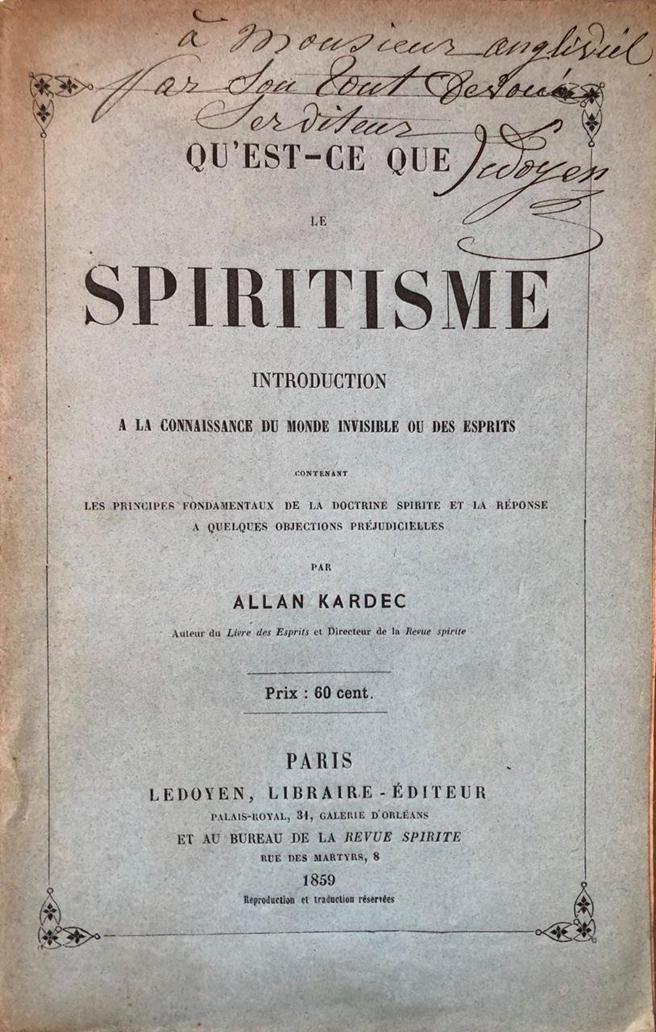 à Monsieur angliviel
Par Son Tout Devoué
Serviteur
Ledoyen
QU'EST-CE QUE
LE
SPIRITISME
INTRODUCTION
A LA CONNAISSANCE DU MONDE INVISIBLE OU DES ESPRITS
CONTENANT
LES PRINCIPES FONDAMENTAUX DE LA DOCTRINE SPIRITE ET LA RÉPONSE
A QUELQUES OBJECTIONS PRÉJUDICIELLES
PAR
ALLAN KARDEC
Auteur du Livre des Esprits et Directeur de la Revue spirite
Prix : 60 cent.
PARIS
LEDOYEN, LIBRAIRE-ÉDITEUR
PALAIS-ROYAL, 31, GALERIE D'ORLÉANS
ET AU BUREAU DE LA REVUE SPIRITE
RUE DES MARTYRS, 8
1859
Reproduction et traduction réservées